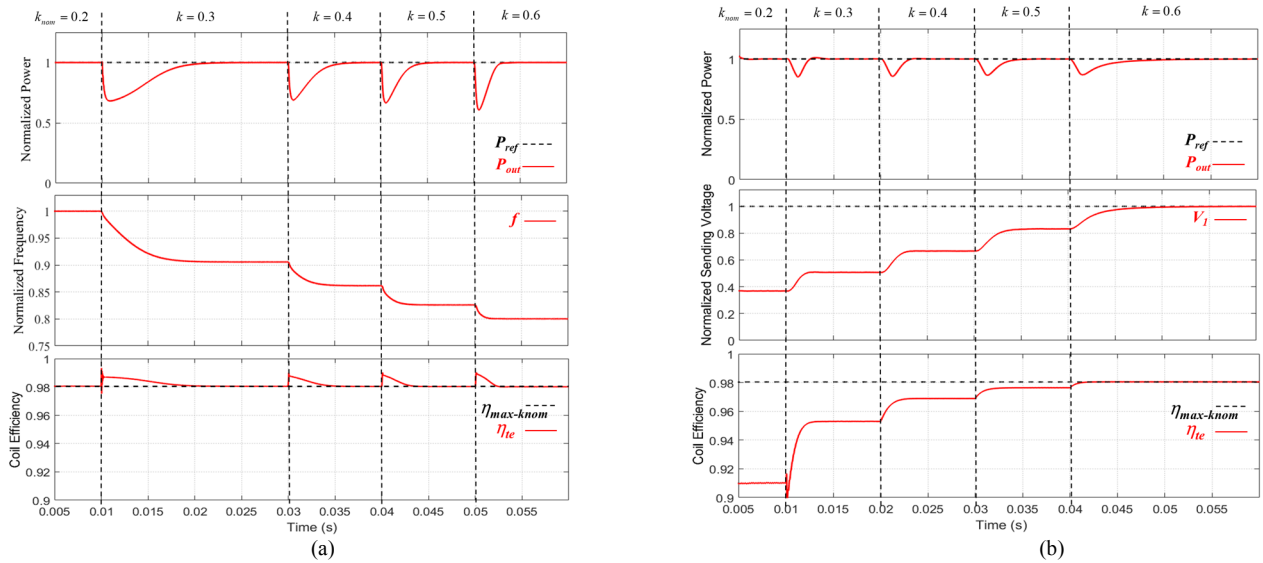 k_nom = 0.2 k = 0.3 k = 0.4 k = 0.5 k = 0.6
Normalized Power
1
0.5
0
P_ref
P_out
Normalized Frequency
1
0.95
0.9
0.85
0.8
0.75
f
Coil Efficiency
1
0.98
0.96
0.94
0.92
0.9
η_max-knom
η_te
0.005 0.01 0.015 0.02 0.025 0.03 0.035 0.04 0.045 0.05 0.055
Time (s)
(a)
k_nom = 0.2 k = 0.3 k = 0.4 k = 0.5 k = 0.6
Normalized Power
1
0.5
0
P_ref
P_out
Normalized Sending Voltage
1
0.8
0.6
0.4
0.2
0
V_1
Coil Efficiency
1
0.98
0.96
0.94
0.92
0.9
η_max-knom
η_te
0.005 0.01 0.015 0.02 0.025 0.03 0.035 0.04 0.045 0.05 0.055
Time (s)
(b)